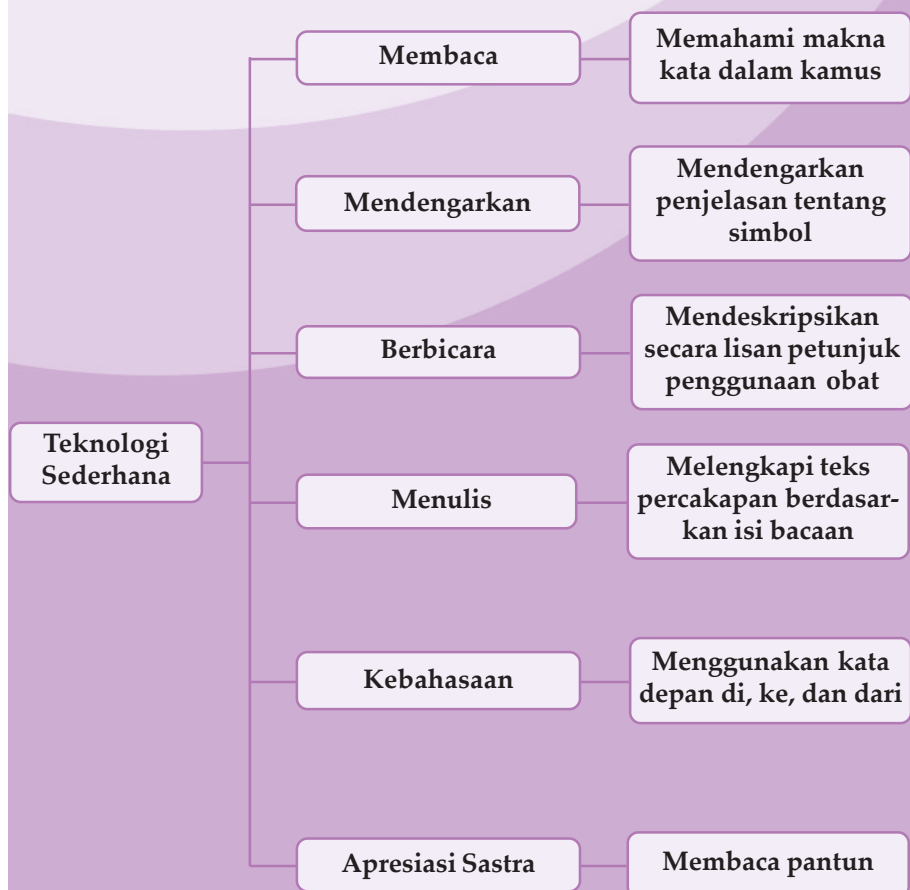 Membaca
Memahami makna
kata dalam kamus
Mendengarkan
Mendengarkan
penjelasan tentang
simbol
Berbicara
Mendeskripsikan
secara lisan petunjuk
penggunaan obat
Teknologi
Sederhana
Menulis
Melengkapi teks
percakapan berdasar-
kan isi bacaan
Kebahasaan
Menggunakan kata
depan di, ke, dan dari
Apresiasi Sastra
Membaca pantun